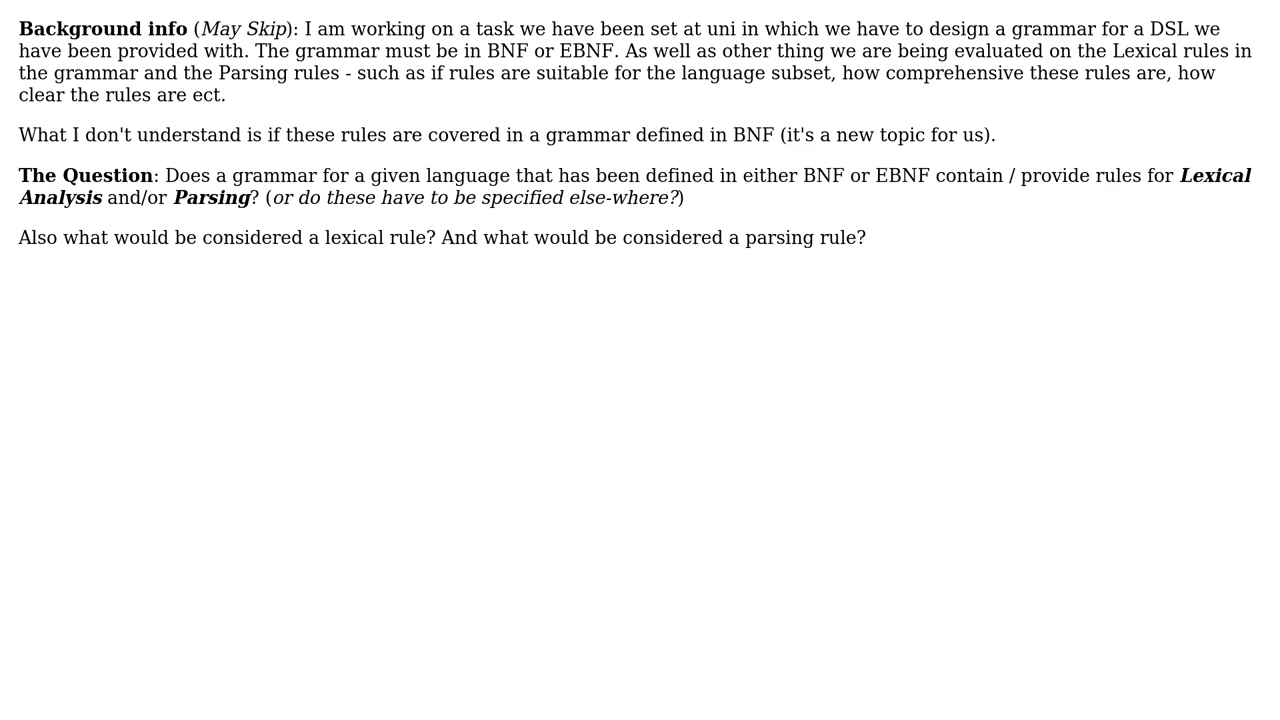 Background info (May Skip): I am working on a task we have been set at uni in which we have to design a grammar for a DSL we
have been provided with. The grammar must be in BNF or EBNF. As well as other thing we are being evaluated on the Lexical rules in
the grammar and the Parsing rules - such as if rules are suitable for the language subset, how comprehensive these rules are, how
clear the rules are ect.
What I don't understand is if these rules are covered in a grammar defined in BNF (it's a new topic for us).
The Question: Does a grammar for a given language that has been defined in either BNF or EBNF contain / provide rules for Lexical
Analysis and/or Parsing? (or do these have to be specified else-where?)
Also what would be considered a lexical rule? And what would be considered a parsing rule?